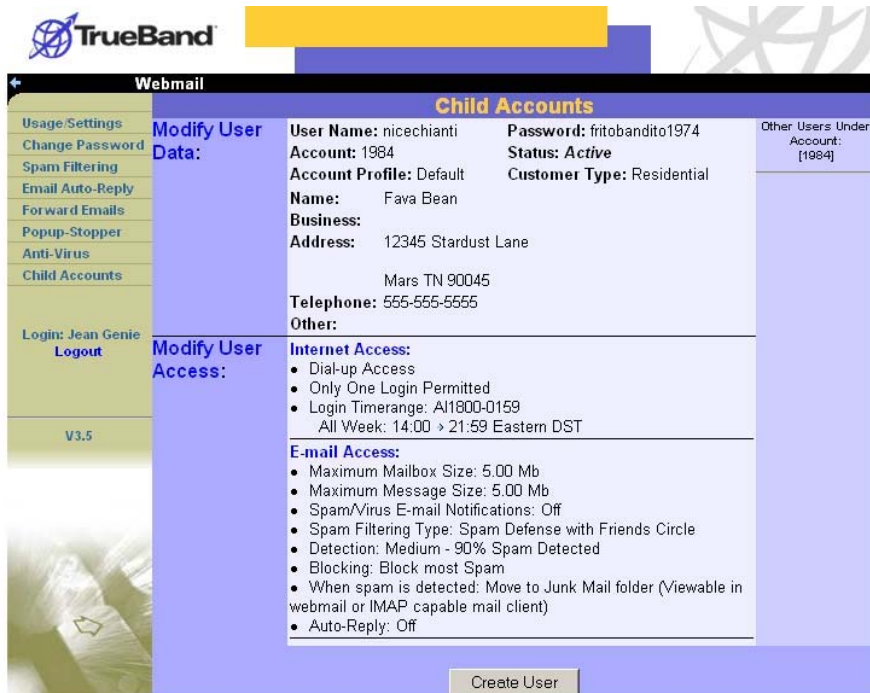 TrueBand
Webmail
Child Accounts
Usage/Settings
Change Password
Spam Filtering
Email Auto-Reply
Forward Emails
Popup-Stopper
Anti-Virus
Child Accounts
Login: Jean Genie
Logout
V3.5
Modify User
Data:
User Name: nicechianti Password: fritobandito1974
Account: 1984 Status: Active
Account Profile: Default Customer Type: Residential
Name: Fava Bean
Business:
Address: 12345 Stardust Lane
Mars TN 90045
Telephone: 555-555-5555
Other:
Other Users Under
Account:
[1984]
Modify User
Access:
Internet Access:
• Dial-up Access
• Only One Login Permitted
• Login Timerange: Al1800-0159
All Week: 14:00 → 21:59 Eastern DST
E-mail Access:
• Maximum Mailbox Size: 5.00 Mb
• Maximum Message Size: 5.00 Mb
• Spam/Virus E-mail Notifications: Off
• Spam Filtering Type: Spam Defense with Friends Circle
• Detection: Medium - 90% Spam Detected
• Blocking: Block most Spam
• When spam is detected: Move to Junk Mail folder (Viewable in
webmail or IMAP capable mail client)
• Auto-Reply: Off
Create User